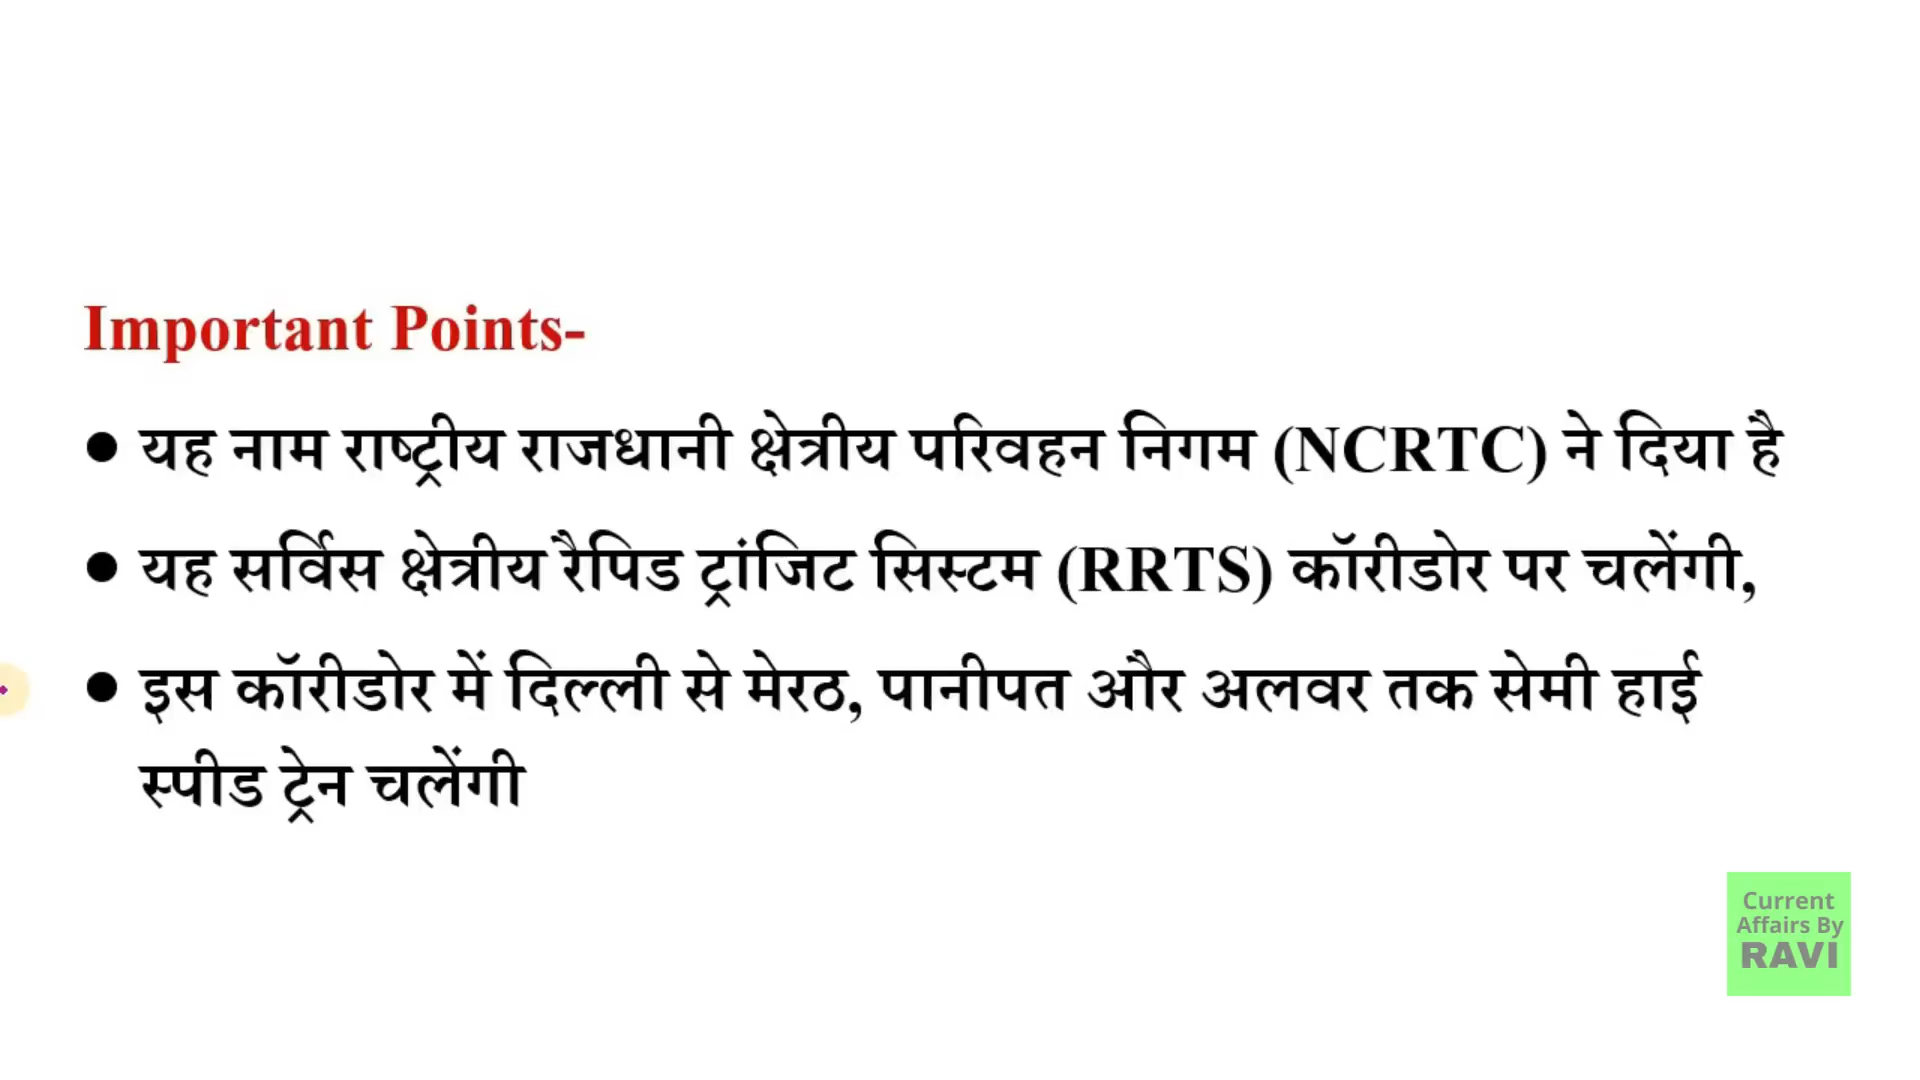 Important Points-
● यह नाम राष्ट्रीय राजधानी क्षेत्रीय परिवहन निगम (NCRTC) ने दिया है
● यह सर्विस क्षेत्रीय रैपिड ट्रांजिट सिस्टम (RRTS) कॉरीडोर पर चलेंगी,
● इस कॉरीडोर में दिल्ली से मेरठ, पानीपत और अलवर तक सेमी हाई
स्पीड ट्रेन चलेंगी
Current
Affairs By
RAVI